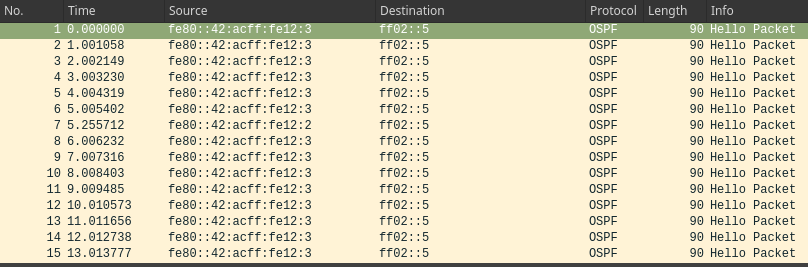 No. Time Source Destination Protocol Length Info
1 0.000000 fe80::42:acff:fe12:3 ff02::5 OSPF 90 Hello Packet
2 1.001058 fe80::42:acff:fe12:3 ff02::5 OSPF 90 Hello Packet
3 2.002149 fe80::42:acff:fe12:3 ff02::5 OSPF 90 Hello Packet
4 3.003230 fe80::42:acff:fe12:3 ff02::5 OSPF 90 Hello Packet
5 4.004319 fe80::42:acff:fe12:3 ff02::5 OSPF 90 Hello Packet
6 5.005402 fe80::42:acff:fe12:3 ff02::5 OSPF 90 Hello Packet
7 5.255712 fe80::42:acff:fe12:2 ff02::5 OSPF 90 Hello Packet
8 6.006232 fe80::42:acff:fe12:3 ff02::5 OSPF 90 Hello Packet
9 7.007316 fe80::42:acff:fe12:3 ff02::5 OSPF 90 Hello Packet
10 8.008403 fe80::42:acff:fe12:3 ff02::5 OSPF 90 Hello Packet
11 9.009485 fe80::42:acff:fe12:3 ff02::5 OSPF 90 Hello Packet
12 10.010573 fe80::42:acff:fe12:3 ff02::5 OSPF 90 Hello Packet
13 11.011656 fe80::42:acff:fe12:3 ff02::5 OSPF 90 Hello Packet
14 12.012738 fe80::42:acff:fe12:3 ff02::5 OSPF 90 Hello Packet
15 13.013777 fe80::42:acff:fe12:3 ff02::5 OSPF 90 Hello Packet